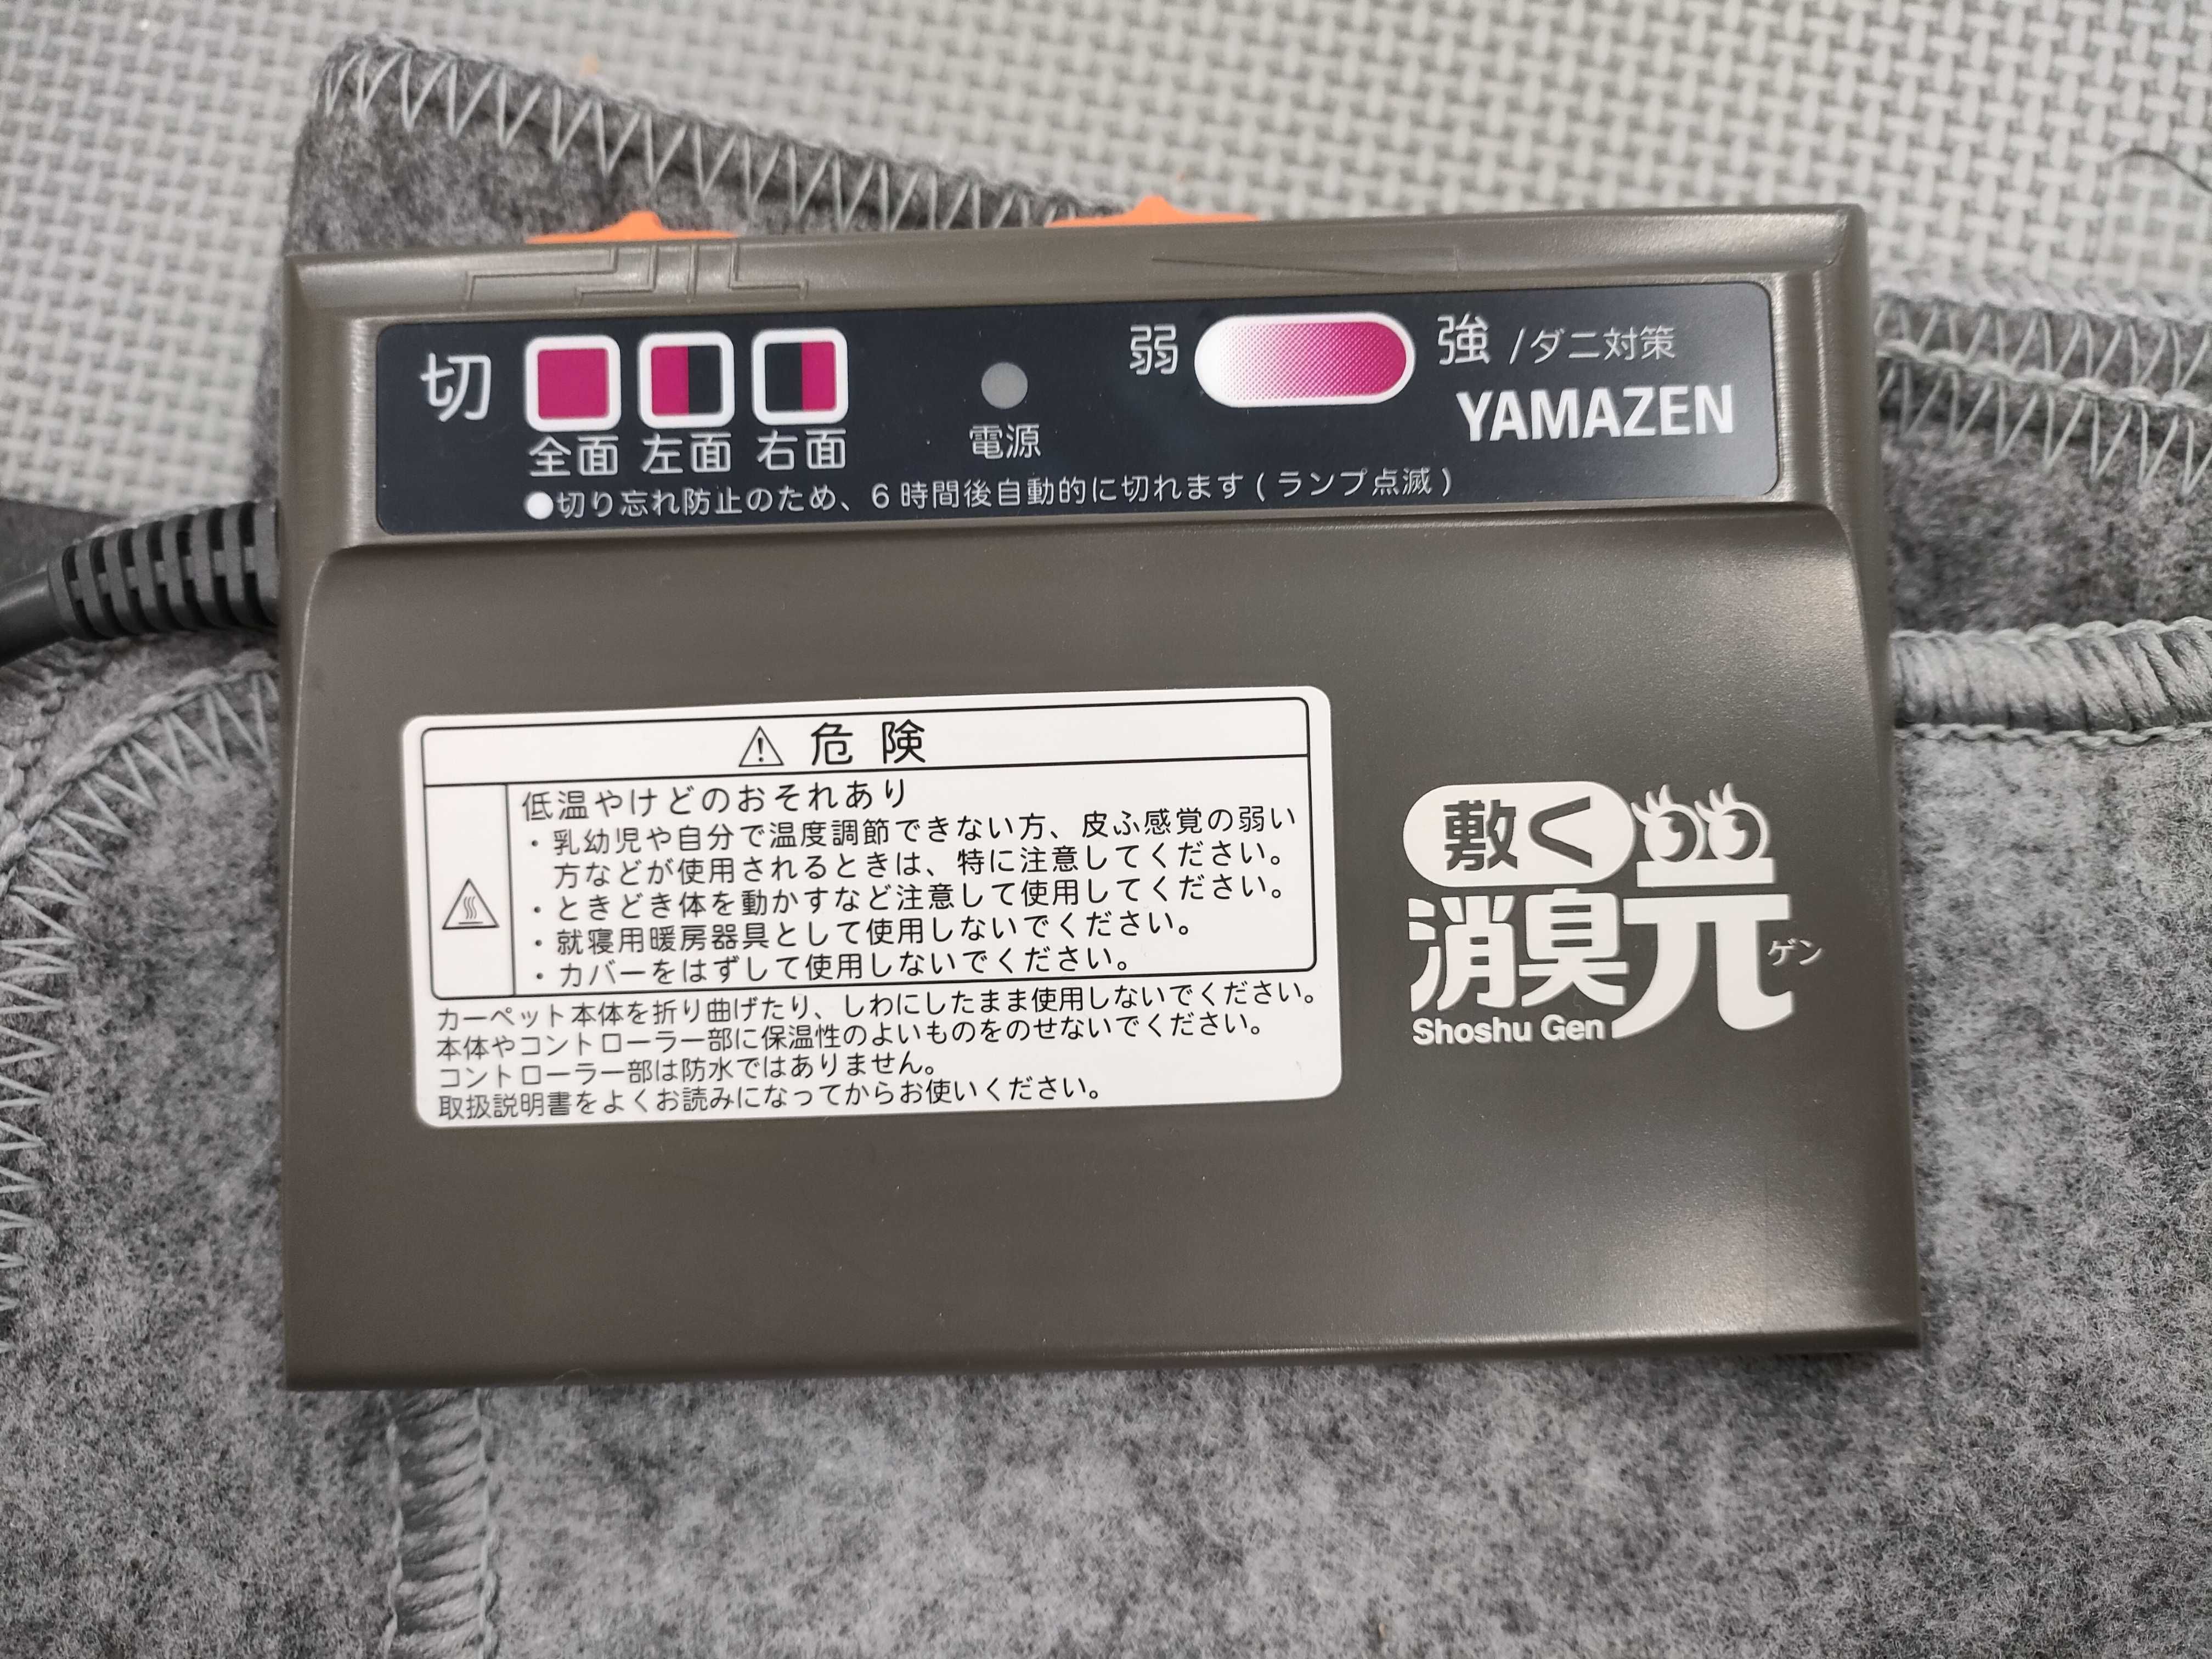 切 全面 左面 右面
電源
弱 強 /ダニ対策
YAMAZEN
●切り忘れ防止のため、6時間後自動的に切れます(ランプ点滅)
⚠危険
低温やけどのおそれあり
・乳幼児や自分で温度調節できない方、皮ふ感覚の弱い
方などが使用されるときは、特に注意してください。
・ときどき体を動かすなど注意して使用してください。
・就寝用暖房器具として使用しないでください。
・カバーをはずして使用しないでください。
カーペット本体を折り曲げたり、しわにしたまま使用しないでください。
本体やコントローラー部に保温性のよいものをのせないでください。
コントローラー部は防水ではありません。
取扱説明書をよくお読みになってからお使いください。
敷く
消臭元
ゲン
Shoshu Gen